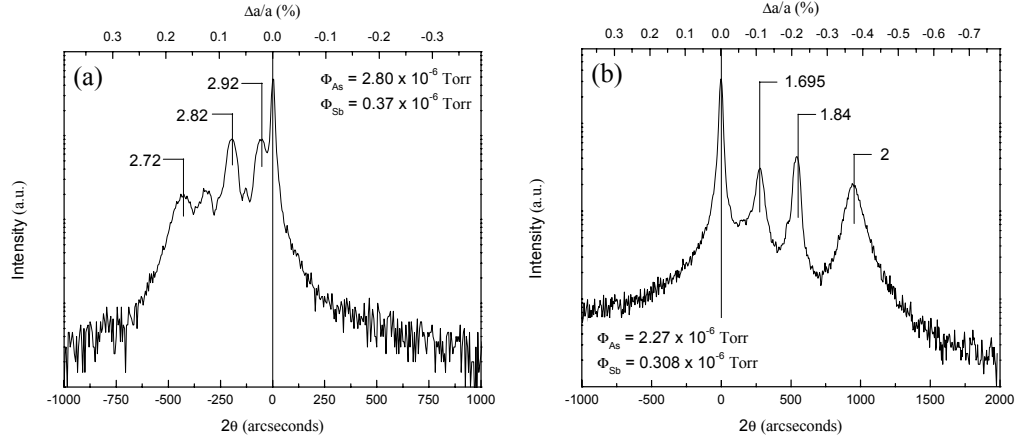 Δa/a (%)
0.3 0.2 0.1 0.0 -0.1 -0.2 -0.3
(a)
Φ_As = 2.80 x 10^-6 Torr
Φ_Sb = 0.37 x 10^-6 Torr
2.92
2.82
2.72
Intensity (a.u.)
-1000 -750 -500 -250 0 250 500 750 1000
2θ (arcseconds)
Δa/a (%)
0.3 0.2 0.1 0.0 -0.1 -0.2 -0.3 -0.4 -0.5 -0.6 -0.7
(b)
1.695
1.84
2
Intensity (a.u.)
Φ_As = 2.27 x 10^-6 Torr
Φ_Sb = 0.308 x 10^-6 Torr
-1000 -500 0 500 1000 1500 2000
2θ (arcseconds)